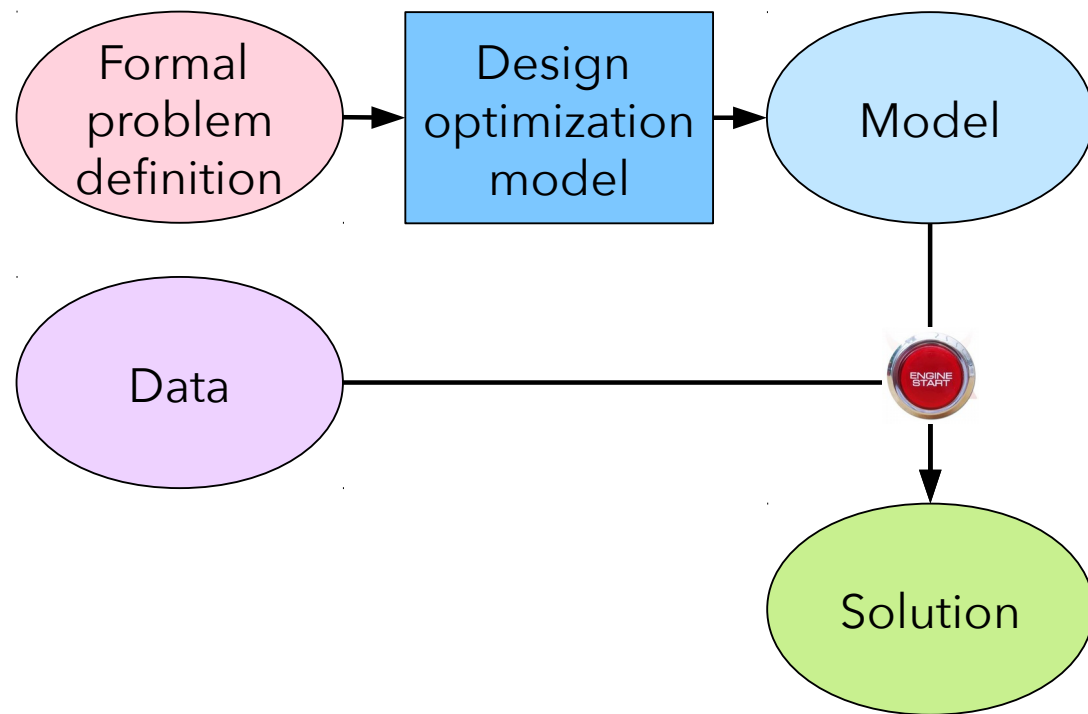 Formal
problem
definition
Design
optimization
model
Model
Data
ENGINE
START
Solution